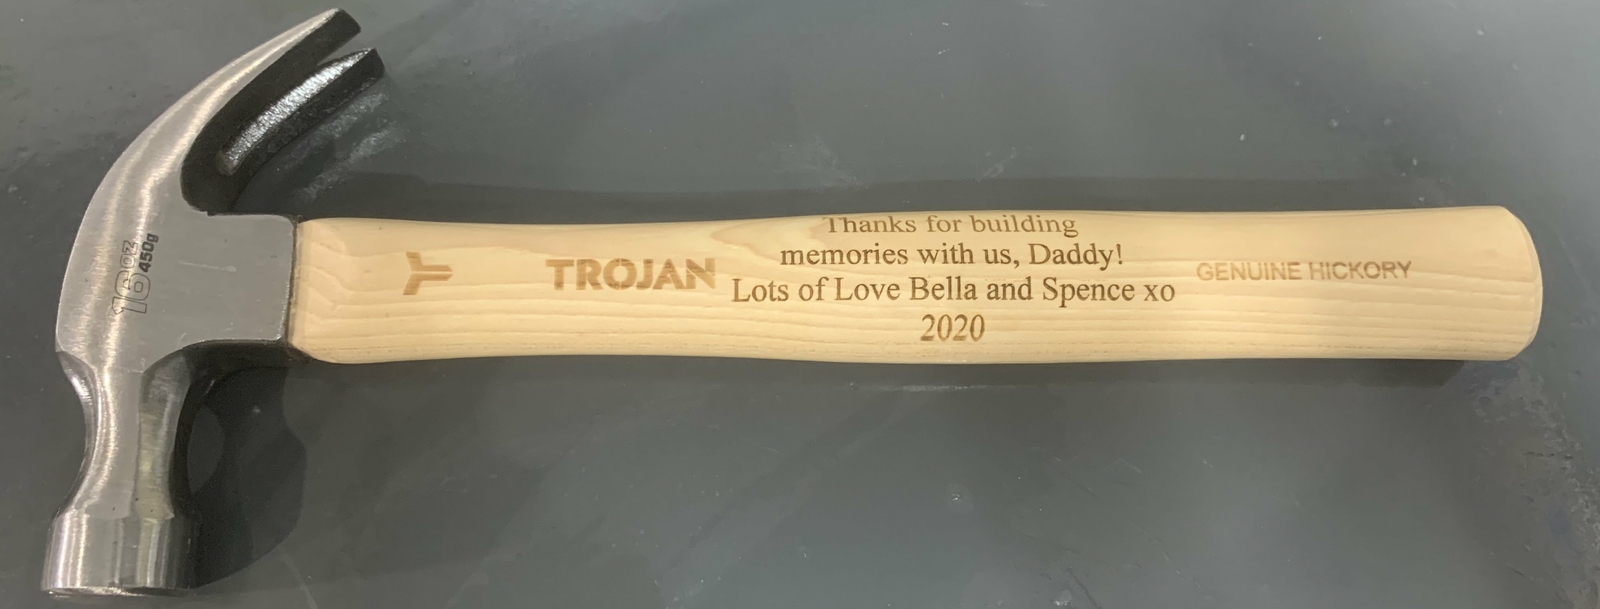 16oz
450g
TROJAN
Thanks for building
memories with us, Daddy!
Lots of Love Bella and Spence xo
2020
GENUINE HICKORY